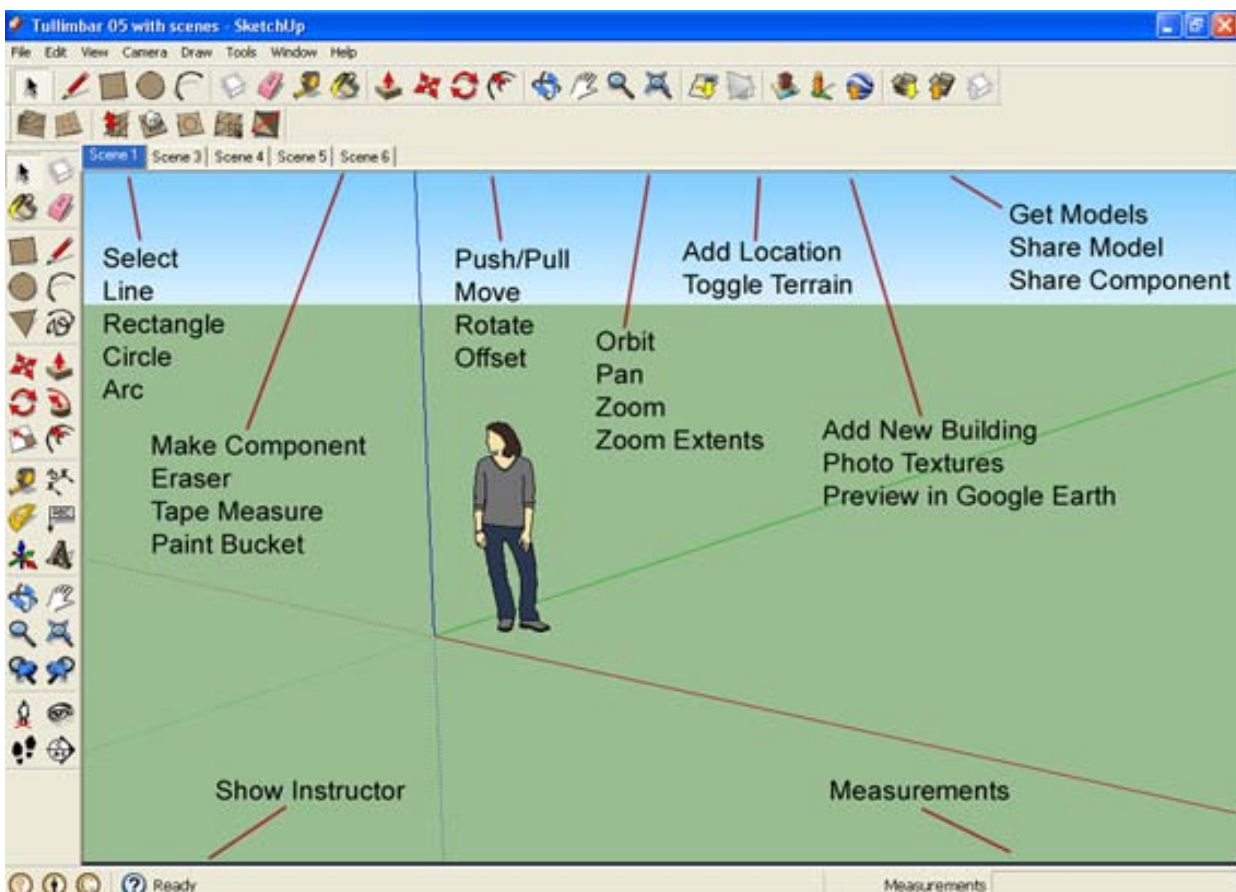 Tullimbar 05 with scenes - SketchUp
File Edit View Camera Draw Tools Window Help
Scene 1 Scene 3 Scene 4 Scene 5 Scene 6
Select
Line
Rectangle
Circle
Arc
Make Component
Eraser
Tape Measure
Paint Bucket
Push/Pull
Move
Rotate
Offset
Orbit
Pan
Zoom
Zoom Extents
Add Location
Toggle Terrain
Add New Building
Photo Textures
Preview in Google Earth
Get Models
Share Model
Share Component
Show Instructor
Measurements
Ready
Measurements